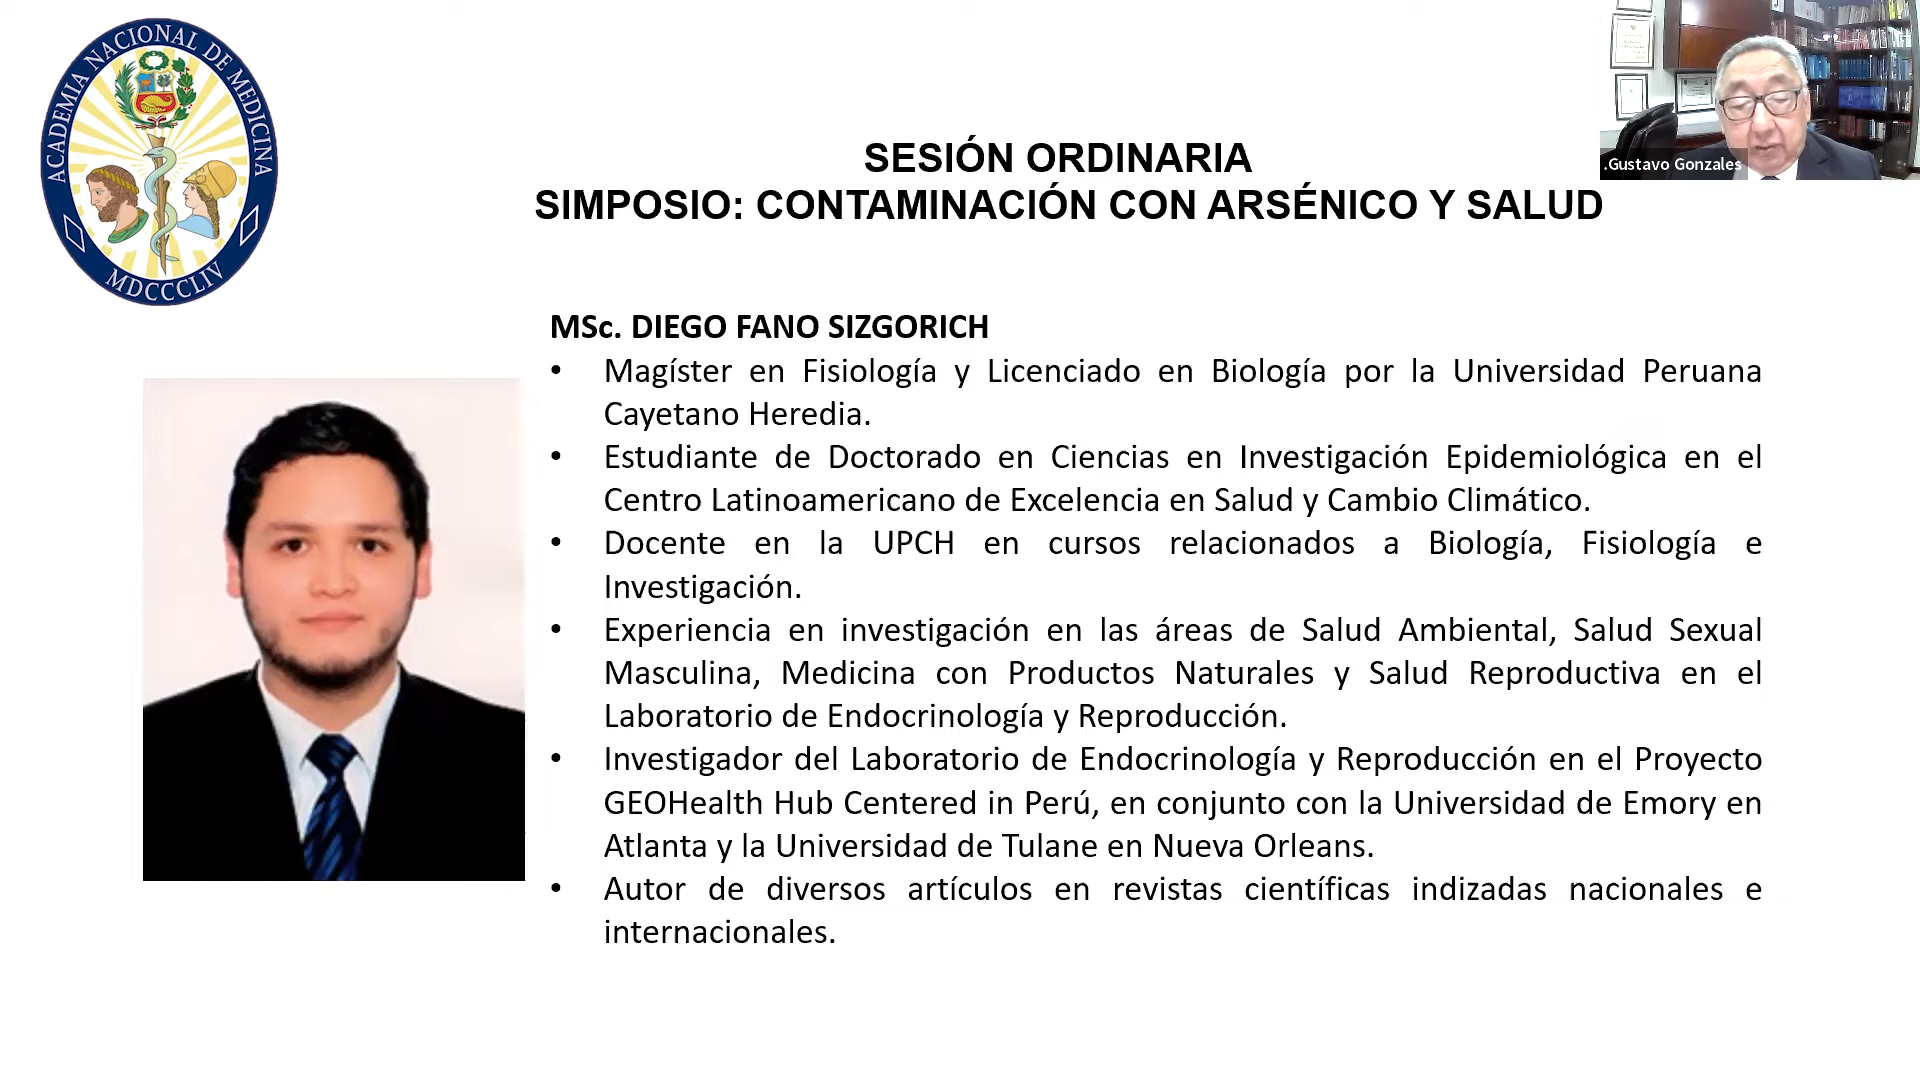 ACADEMIA NACIONAL DE MEDICINA
MDCCCLIV
.Gustavo Gonzales
SESIÓN ORDINARIA
SIMPOSIO: CONTAMINACIÓN CON ARSÉNICO Y SALUD
MSc. DIEGO FANO SIZGORICH
• Magíster en Fisiología y Licenciado en Biología por la Universidad Peruana
Cayetano Heredia.
• Estudiante de Doctorado en Ciencias en Investigación Epidemiológica en el
Centro Latinoamericano de Excelencia en Salud y Cambio Climático.
• Docente en la UPCH en cursos relacionados a Biología, Fisiología e
Investigación.
• Experiencia en investigación en las áreas de Salud Ambiental, Salud Sexual
Masculina, Medicina con Productos Naturales y Salud Reproductiva en el
Laboratorio de Endocrinología y Reproducción.
• Investigador del Laboratorio de Endocrinología y Reproducción en el Proyecto
GEOHealth Hub Centered in Perú, en conjunto con la Universidad de Emory en
Atlanta y la Universidad de Tulane en Nueva Orleans.
• Autor de diversos artículos en revistas científicas indizadas nacionales e
internacionales.